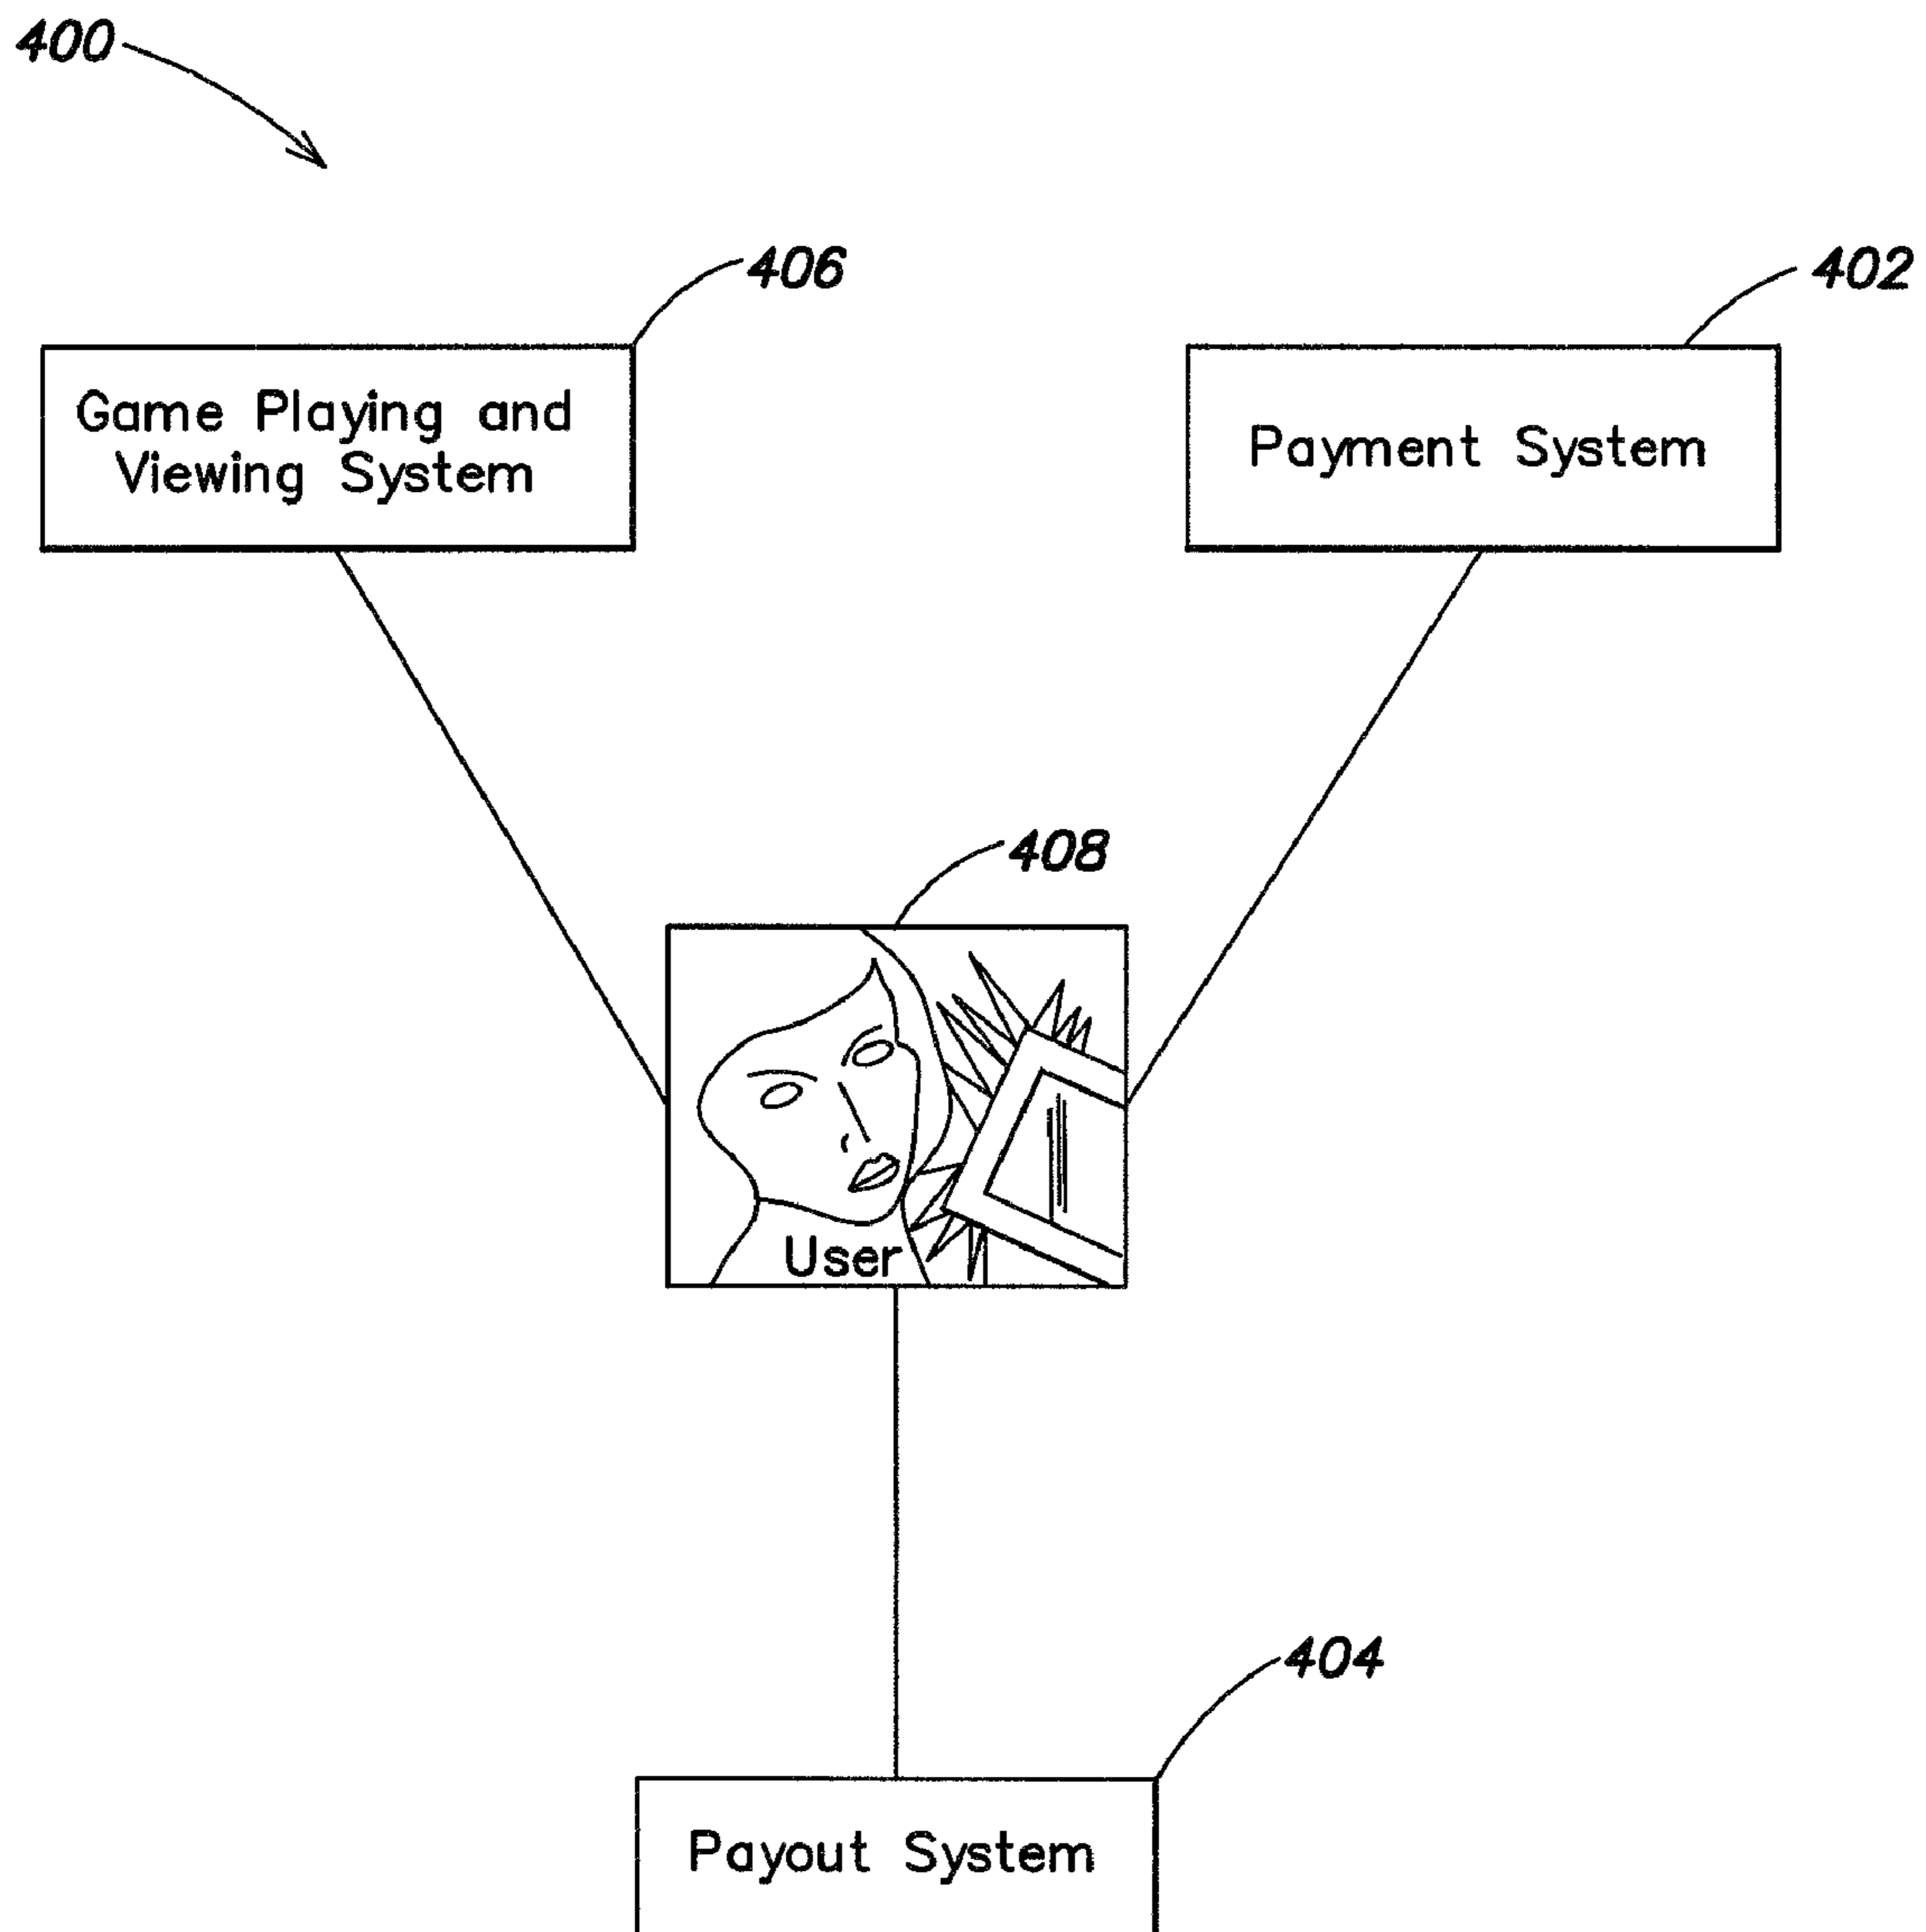 400
406
402
Game Playing and
Viewing System
Payment System
408
User
404
Payout System